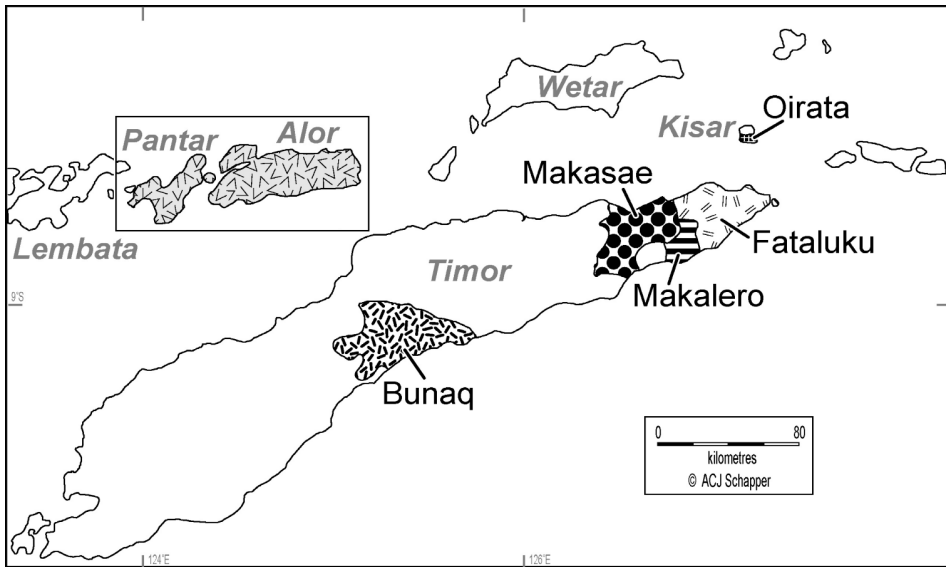 Wetar
Oirata
Kisar
Alor
Pantar
Makasae
Lembata
Timor
Fataluku
Makalero
9°S
Bunaq
0 80
kilometres
© ACJ Schapper
124°E 126°E